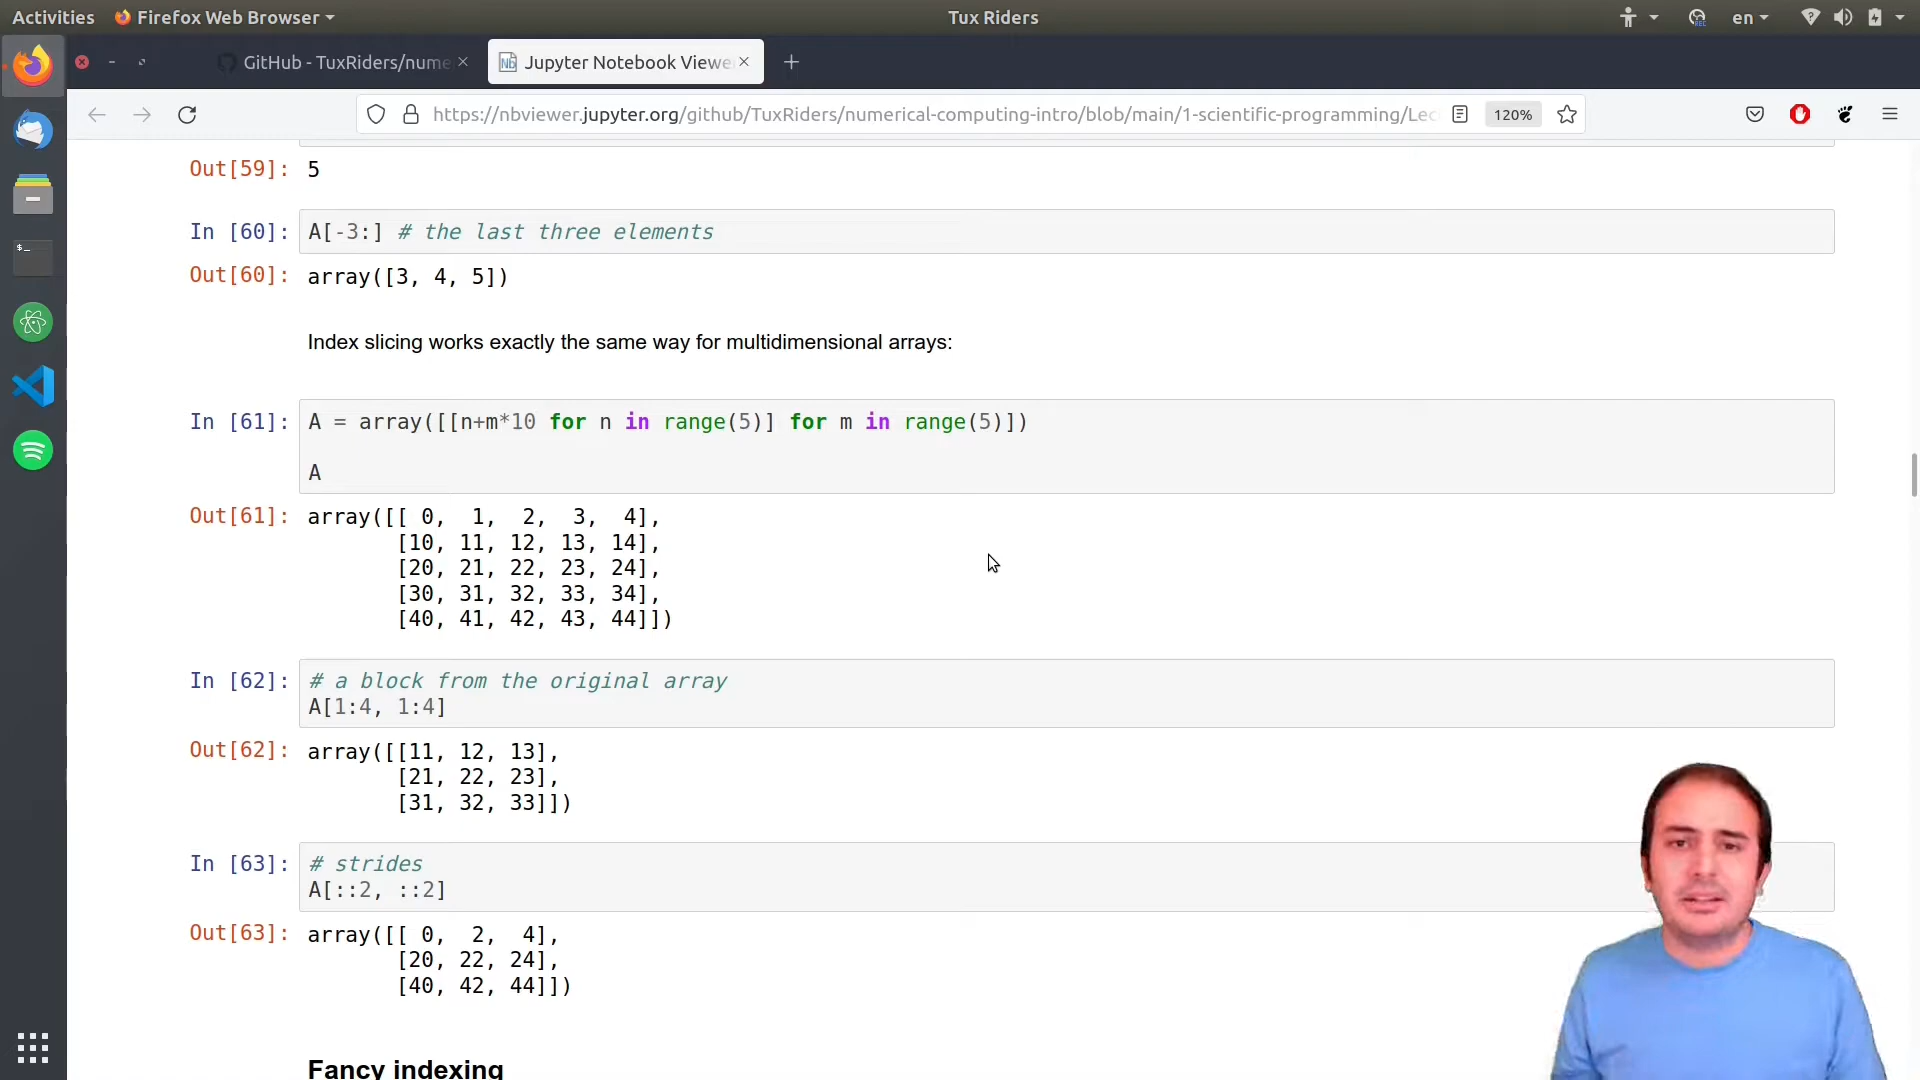 Activities
Firefox Web Browser
Tux Riders
en
GitHub - TuxRiders/nume
Jupyter Notebook Viewe
https://nbviewer.jupyter.org/github/TuxRiders/numerical-computing-intro/blob/main/1-scientific-programming/Lec
120%
Out[59]: 5
In [60]: A[-3:] # the last three elements
Out[60]: array([3, 4, 5])
Index slicing works exactly the same way for multidimensional arrays:
In [61]: A = array([[n+m*10 for n in range(5)] for m in range(5)])
A
Out[61]: array([[ 0,  1,  2,  3,  4],
[10, 11, 12, 13, 14],
[20, 21, 22, 23, 24],
[30, 31, 32, 33, 34],
[40, 41, 42, 43, 44]])
In [62]: # a block from the original array
A[1:4, 1:4]
Out[62]: array([[11, 12, 13],
[21, 22, 23],
[31, 32, 33]])
In [63]: # strides
A[::2, ::2]
Out[63]: array([[ 0,  2,  4],
[20, 22, 24],
[40, 42, 44]])
Fancy indexing